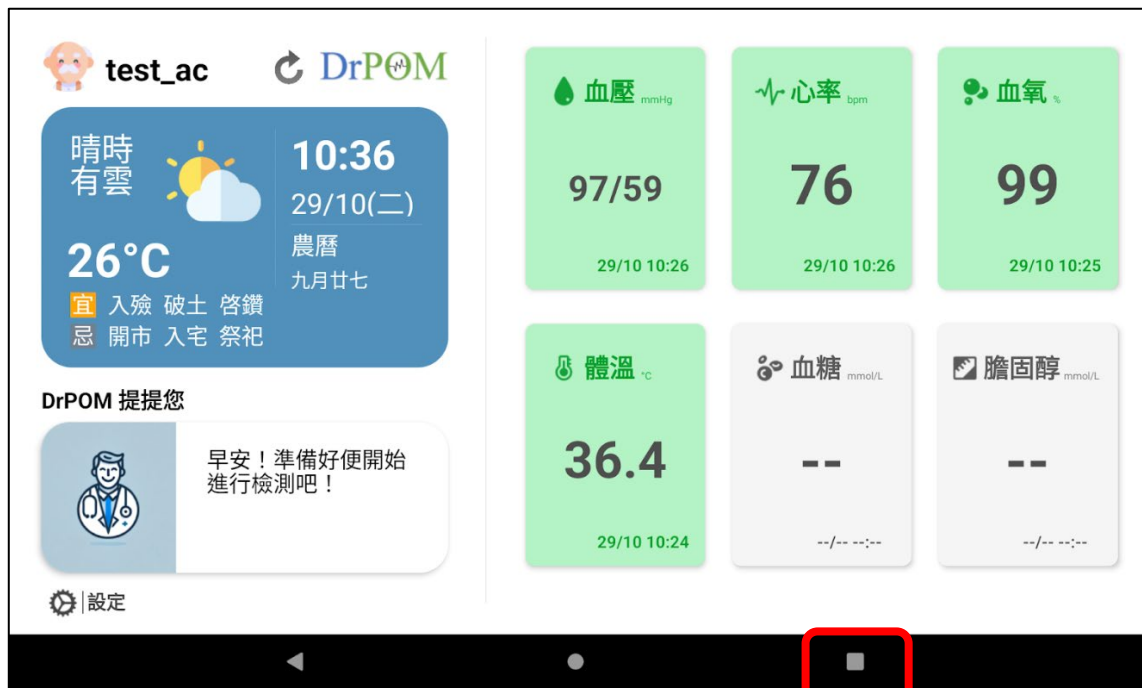 test_ac
DrPOM
晴時
有雲
10:36
29/10(二)
26°C
農曆
九月廿七
宜 入殮 破土 啓鑽
忌 開市 入宅 祭祀
DrPOM 提提您
早安！準備好便開始
進行檢測吧！
設定
血壓 mmHg
97/59
29/10 10:26
心率 bpm
76
29/10 10:26
血氧 %
99
29/10 10:25
體溫 °C
36.4
29/10 10:24
血糖 mmol/L
--
--/-- --:--
膽固醇 mmol/L
--
--/-- --:--